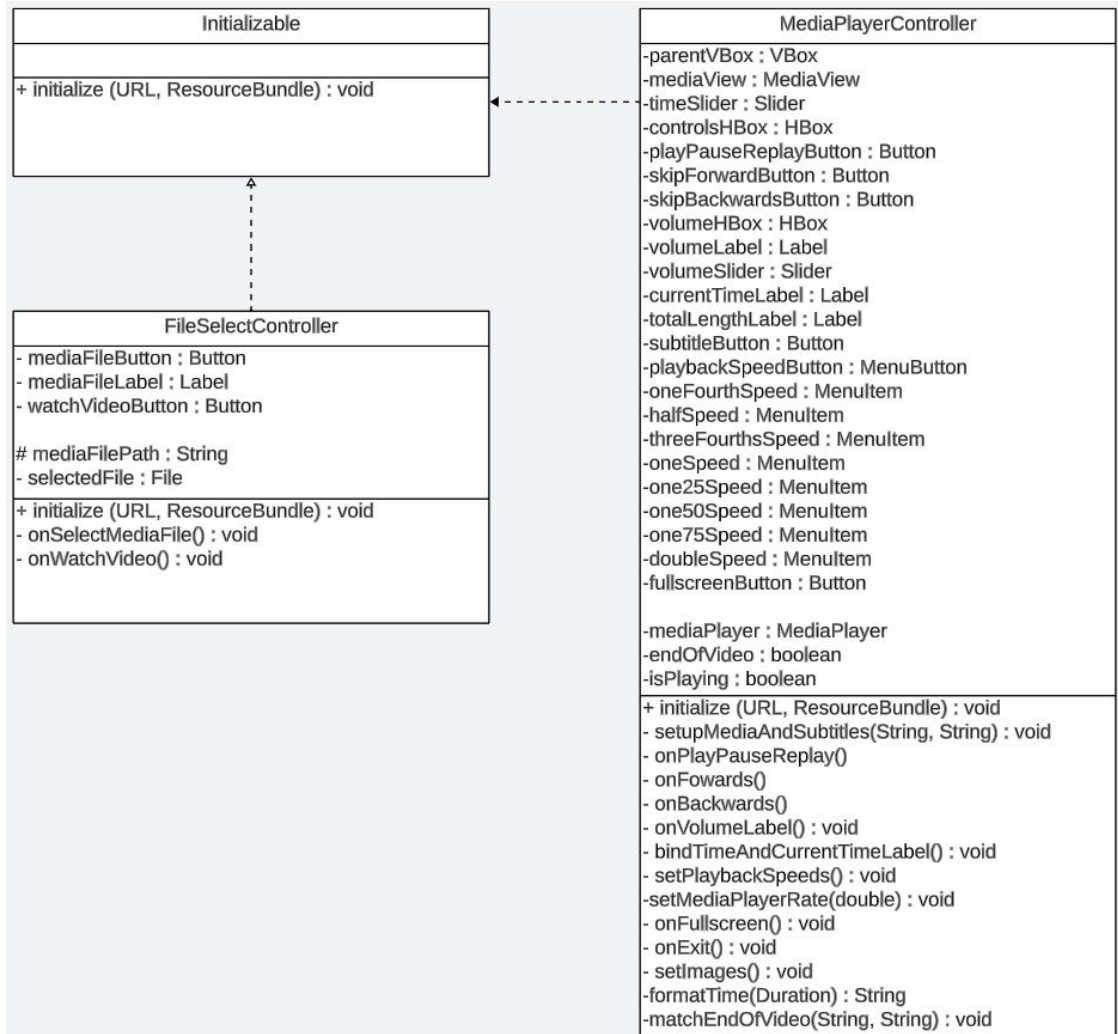 Initializable
+ initialize (URL, ResourceBundle) : void
FileSelectController
- mediaFileButton : Button
- mediaFileLabel : Label
- watchVideoButton : Button
# mediaFilePath : String
- selectedFile : File
+ initialize (URL, ResourceBundle) : void
- onSelectMediaFile() : void
- onWatchVideo() : void
MediaPlayerController
-parentVBox : VBox
-mediaView : MediaView
-timeSlider : Slider
-controlsHBox : HBox
-playPauseReplayButton : Button
-skipForwardButton : Button
-skipBackwardsButton : Button
-volumeHBox : HBox
-volumeLabel : Label
-volumeSlider : Slider
-currentTimeLabel : Label
-totalLengthLabel : Label
-subtitleButton : Button
-playbackSpeedButton : MenuButton
-oneFourthSpeed : MenuItem
-halfSpeed : MenuItem
-threeFourthsSpeed : MenuItem
-oneSpeed : MenuItem
-one25Speed : MenuItem
-one50Speed : MenuItem
-one75Speed : MenuItem
-doubleSpeed : MenuItem
-fullscreenButton : Button
-mediaPlayer : MediaPlayer
-endOfVideo : boolean
-isPlaying : boolean
+ initialize (URL, ResourceBundle) : void
- setupMediaAndSubtitles(String, String) : void
- onPlayPauseReplay()
- onFowards()
- onBackwards()
- onVolumeLabel() : void
- bindTimeAndCurrentTimeLabel() : void
- setPlaybackSpeeds() : void
-setMediaPlayerRate(double) : void
- onFullscreen() : void
- onExit() : void
- setImages() : void
-formatTime(Duration) : String
-matchEndOfVideo(String, String) : void